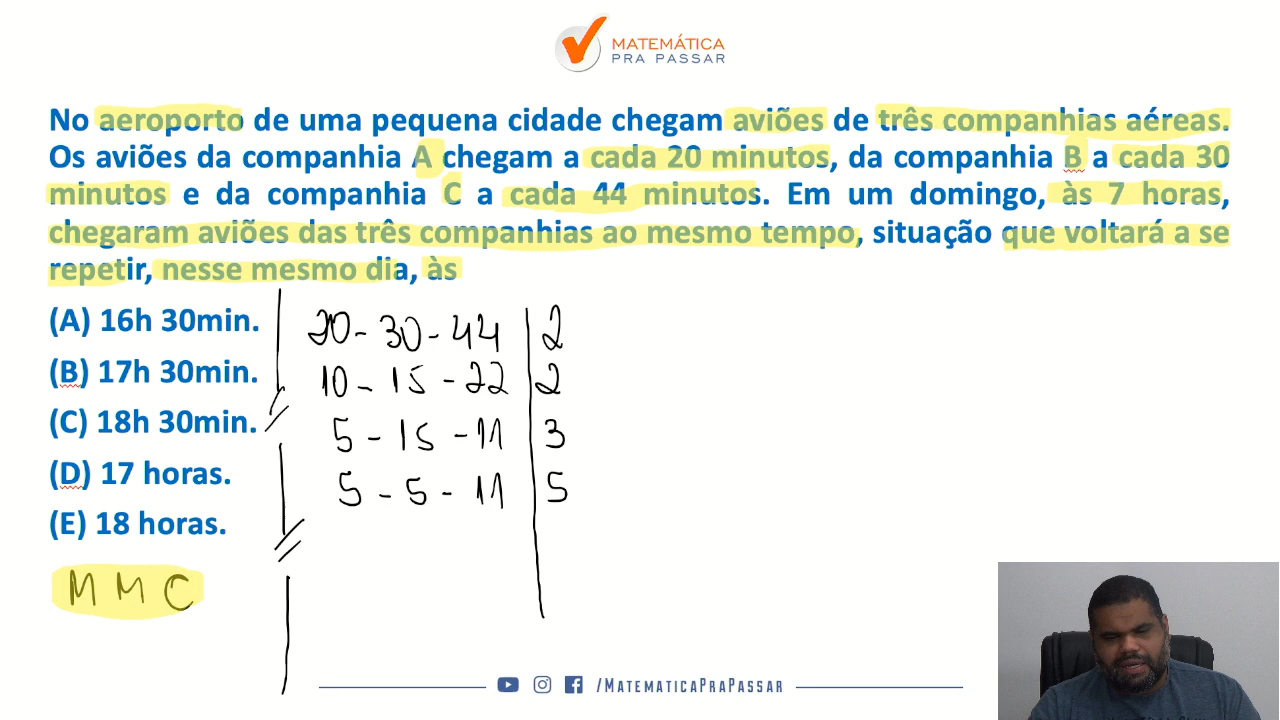 MATEMÁTICA
PRA PASSAR
No aeroporto de uma pequena cidade chegam aviões de três companhias aéreas.
Os aviões da companhia A chegam a cada 20 minutos, da companhia B a cada 30
minutos e da companhia C a cada 44 minutos. Em um domingo, às 7 horas,
chegaram aviões das três companhias ao mesmo tempo, situação que voltará a se
repetir, nesse mesmo dia, às
(A) 16h 30min.
(B) 17h 30min.
(C) 18h 30min.
(D) 17 horas.
(E) 18 horas.
M M C
20 - 30 - 44 | 2
10 - 15 - 22 | 2
5 - 15 - 11 | 3
5 - 5 - 11 | 5
/MATEMATICAPRAPASSAR